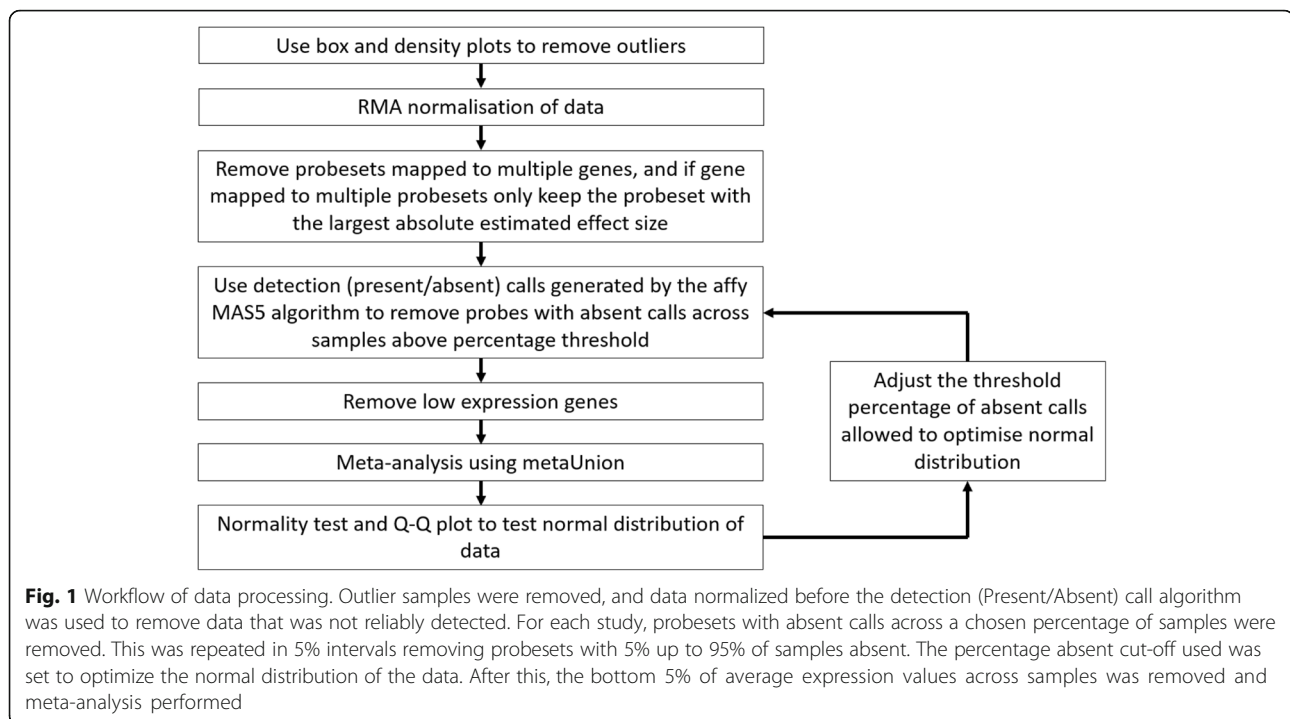 Use box and density plots to remove outliers
RMA normalisation of data
Remove probesets mapped to multiple genes, and if gene
mapped to multiple probesets only keep the probeset with
the largest absolute estimated effect size
Use detection (present/absent) calls generated by the affy
MAS5 algorithm to remove probes with absent calls across
samples above percentage threshold
Remove low expression genes
Meta-analysis using metaUnion
Normality test and Q-Q plot to test normal distribution of
data
Adjust the threshold
percentage of absent calls
allowed to optimise normal
distribution
Fig. 1 Workflow of data processing. Outlier samples were removed, and data normalized before the detection (Present/Absent) call algorithm
was used to remove data that was not reliably detected. For each study, probesets with absent calls across a chosen percentage of samples were
removed. This was repeated in 5% intervals removing probesets with 5% up to 95% of samples absent. The percentage absent cut-off used was
set to optimize the normal distribution of the data. After this, the bottom 5% of average expression values across samples was removed and
meta-analysis performed